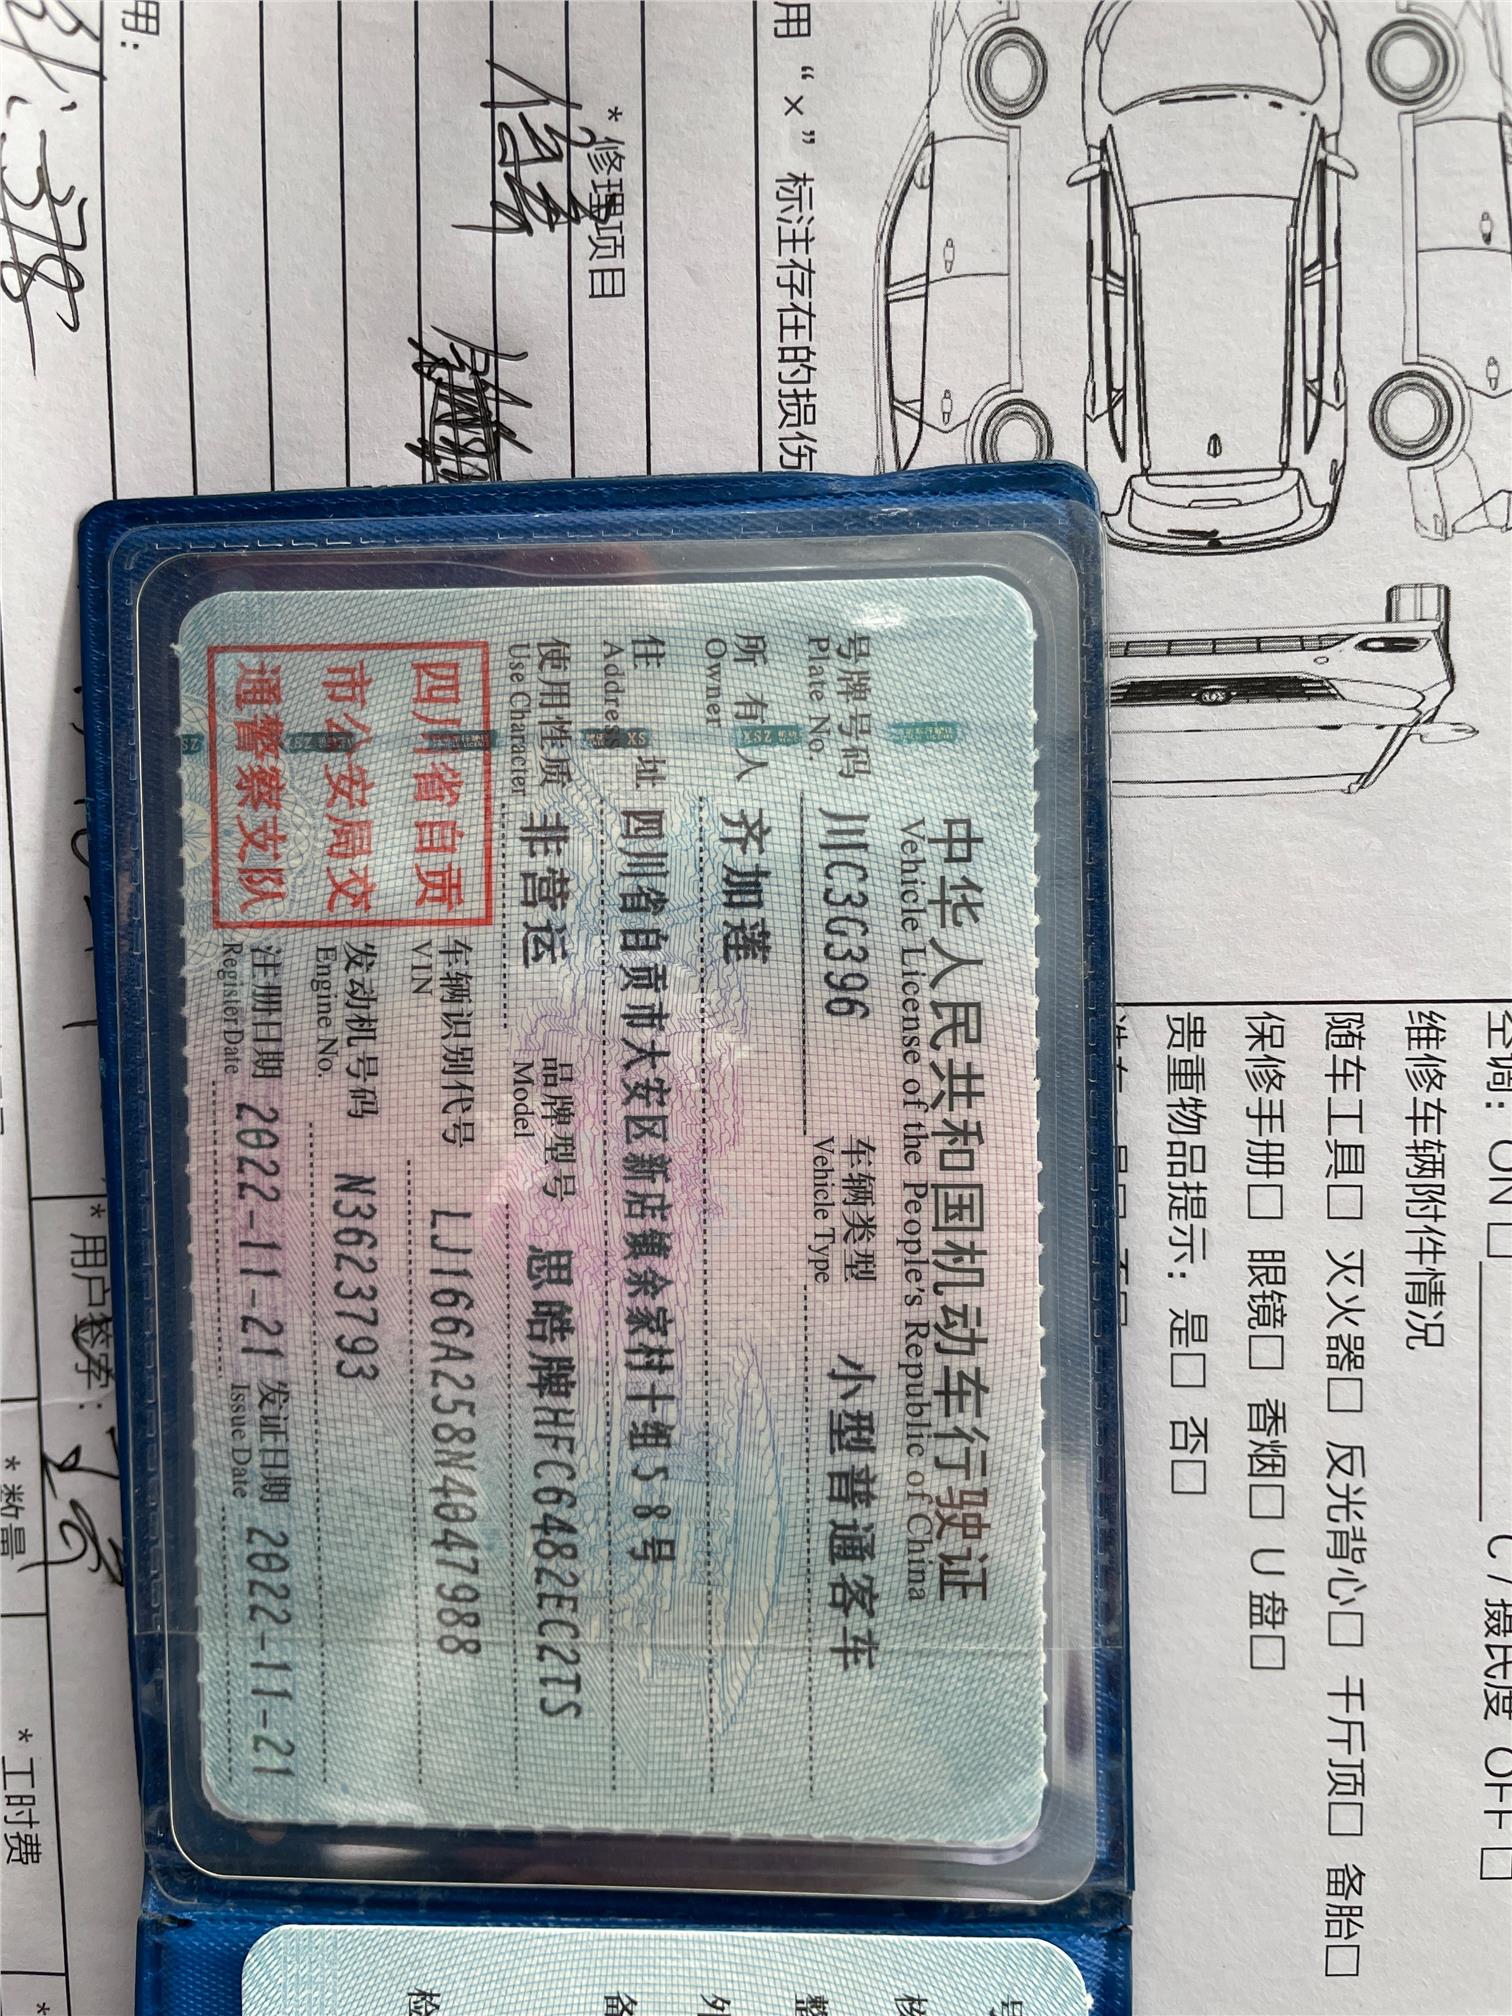 中华人民共和国机动车行驶证
Vehicle License of the People's Republic of China
号牌号码 川C3G396 车辆类型 小型普通客车
Plate No. Vehicle Type
所有人 齐加莲
Owner
住址 四川省自贡市大安区新店镇余家村十组58号
Address
使用性质 非营运 品牌型号 思皓牌HFC6482EC2TS
Use Character Model
车辆识别代号 LJ166A258N4047988
VIN
发动机号码 N3623793
Engine No.
注册日期 2022-11-21 发证日期 2022-11-21
Register Date Issue Date
四川省自贡
市公安局交
通警察支队
用“×”标注存在的损伤
*修理项目
保养
用:
378
*用户签字:
*数量
*工时费
ON□ C/摄氏度 OFF□
维修车辆附件情况
随车工具□ 灭火器□ 反光背心□ 千斤顶□ 备胎□
保修手册□ 眼镜□ 香烟□ U盘□
贵重物品提示:是□ 否□